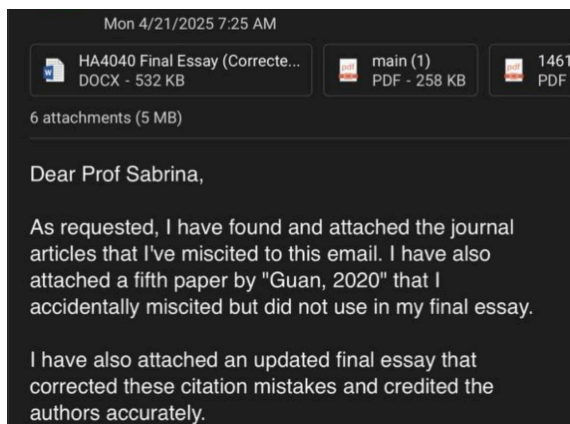 Mon 4/21/2025 7:25 AM
HA4040 Final Essay (Correcte...
DOCX - 532 KB
pdf
main (1)
PDF - 258 KB
pdf
1461
PDF
6 attachments (5 MB)
Dear Prof Sabrina,
As requested, I have found and attached the journal
articles that I've miscited to this email. I have also
attached a fifth paper by "Guan, 2020" that I
accidentally miscited but did not use in my final essay.
I have also attached an updated final essay that
corrected these citation mistakes and credited the
authors accurately.